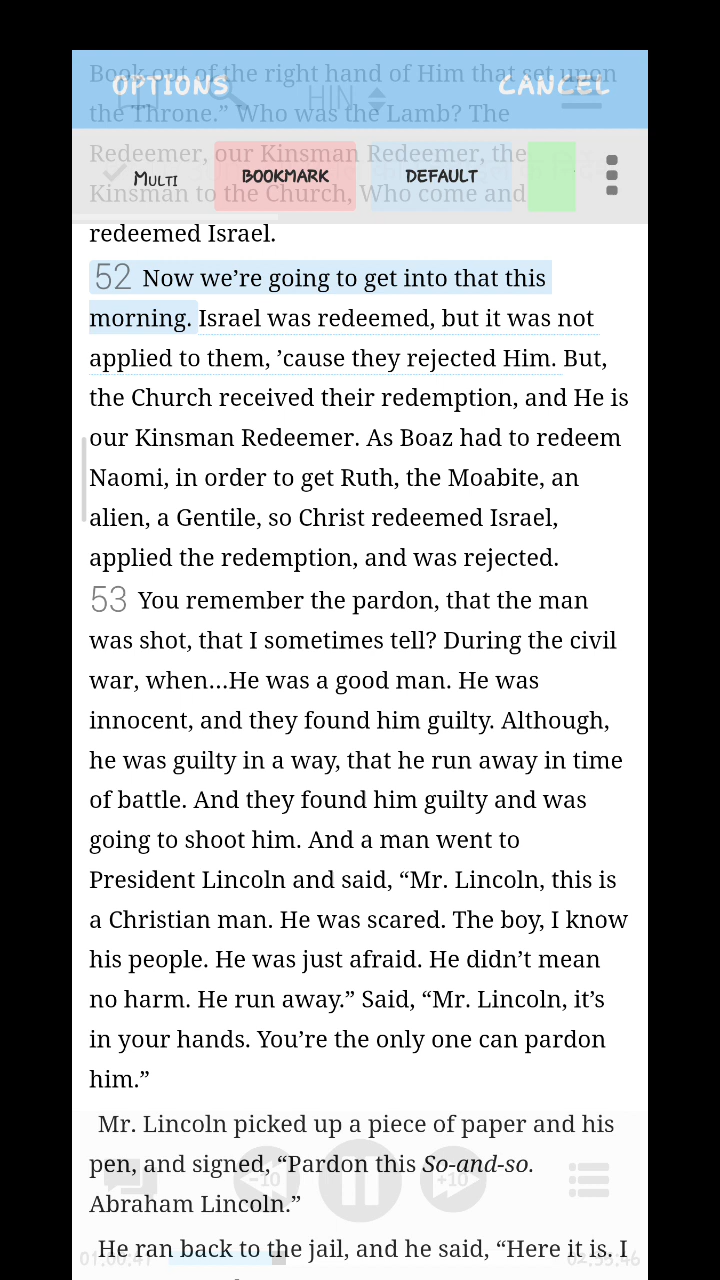 Book out of the right hand of Him that set upon
OPTIONS CANCEL
HIN
the Throne.” Who was the Lamb? The
Redeemer, our Kinsman Redeemer, the
Multi BOOKMARK DEFAULT
Kinsman to the Church, Who come and
redeemed Israel.
52 Now we’re going to get into that this
morning. Israel was redeemed, but it was not
applied to them, ’cause they rejected Him. But,
the Church received their redemption, and He is
our Kinsman Redeemer. As Boaz had to redeem
Naomi, in order to get Ruth, the Moabite, an
alien, a Gentile, so Christ redeemed Israel,
applied the redemption, and was rejected.
53 You remember the pardon, that the man
was shot, that I sometimes tell? During the civil
war, when...He was a good man. He was
innocent, and they found him guilty. Although,
he was guilty in a way, that he run away in time
of battle. And they found him guilty and was
going to shoot him. And a man went to
President Lincoln and said, “Mr. Lincoln, this is
a Christian man. He was scared. The boy, I know
his people. He was just afraid. He didn’t mean
no harm. He run away.” Said, “Mr. Lincoln, it’s
in your hands. You’re the only one can pardon
him.”
Mr. Lincoln picked up a piece of paper and his
pen, and signed, “Pardon this So-and-so.
-10 +10
Abraham Lincoln.”
He ran back to the jail, and he said, “Here it is. I